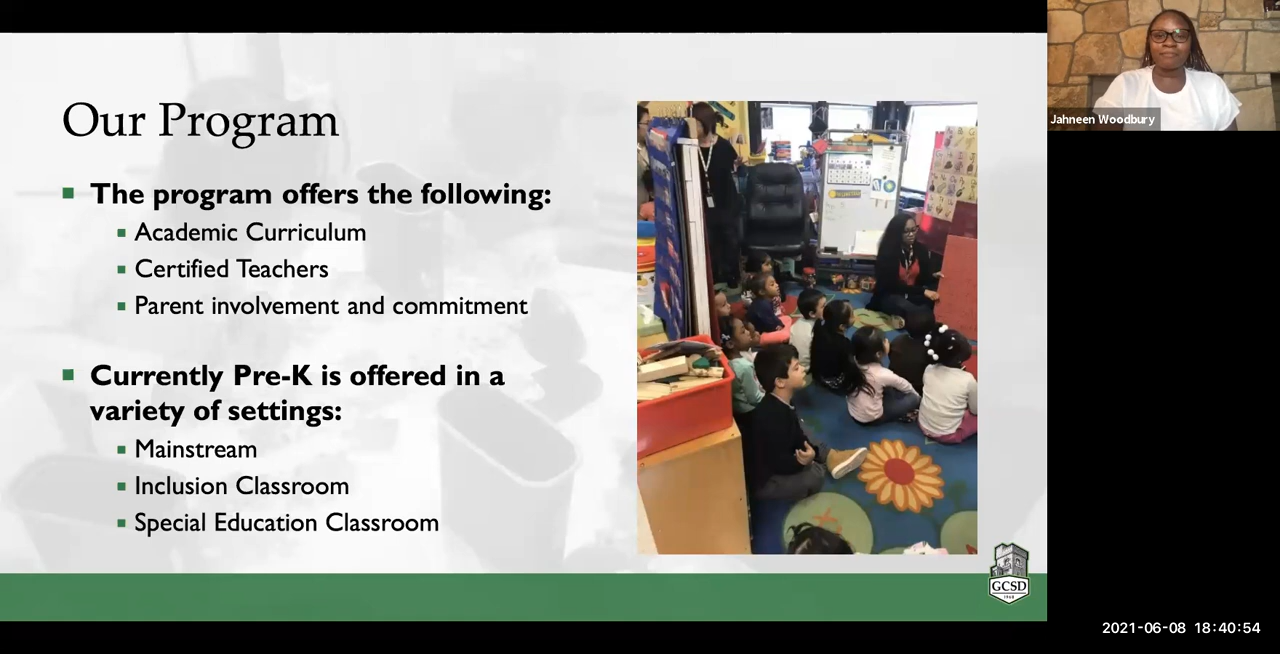 Our Program
The program offers the following:
Academic Curriculum
Certified Teachers
Parent involvement and commitment
Currently Pre-K is offered in a
variety of settings:
Mainstream
Inclusion Classroom
Special Education Classroom
GCSD
Jahneen Woodbury
2021-06-08 18:40:54